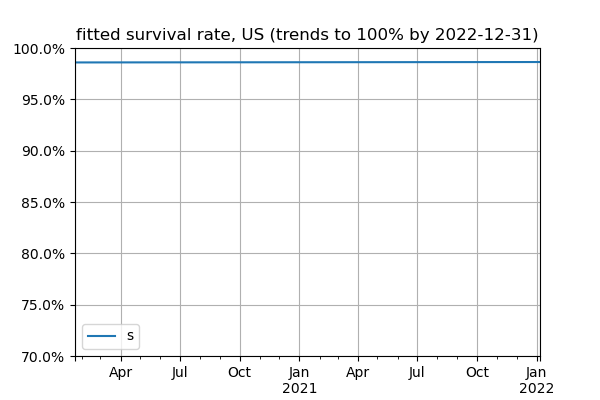 fitted survival rate, US (trends to 100% by 2022-12-31)
100.0%
95.0%
90.0%
85.0%
80.0%
75.0%
70.0%
s
Apr Jul Oct Jan Apr Jul Oct Jan
2021 2022